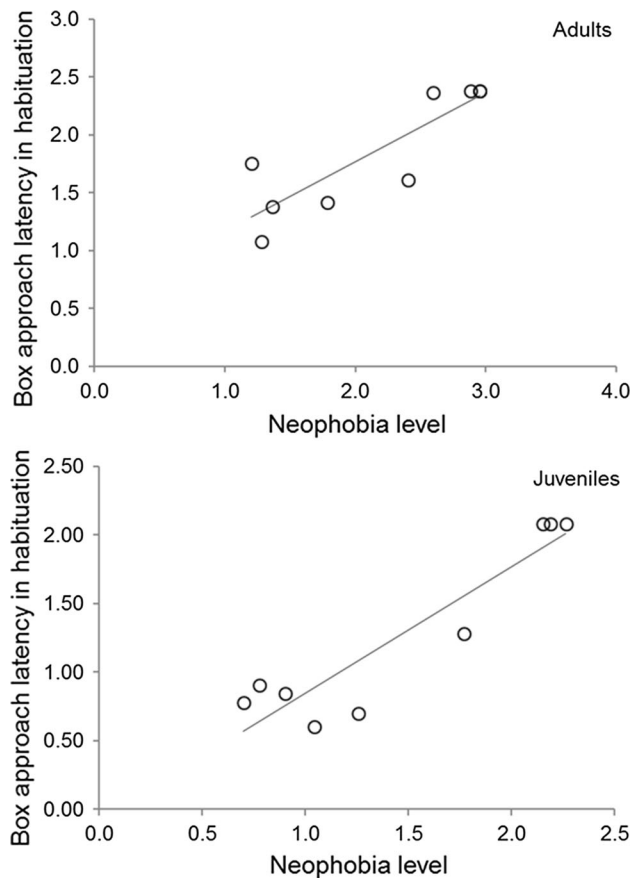 Adults
Box approach latency in habituation
3.0
2.5
2.0
1.5
1.0
0.5
0.0
0.0 1.0 2.0 3.0 4.0
Neophobia level
Juveniles
Box approach latency in habituation
2.50
2.00
1.50
1.00
0.50
0.00
0.0 0.5 1.0 1.5 2.0 2.5
Neophobia level